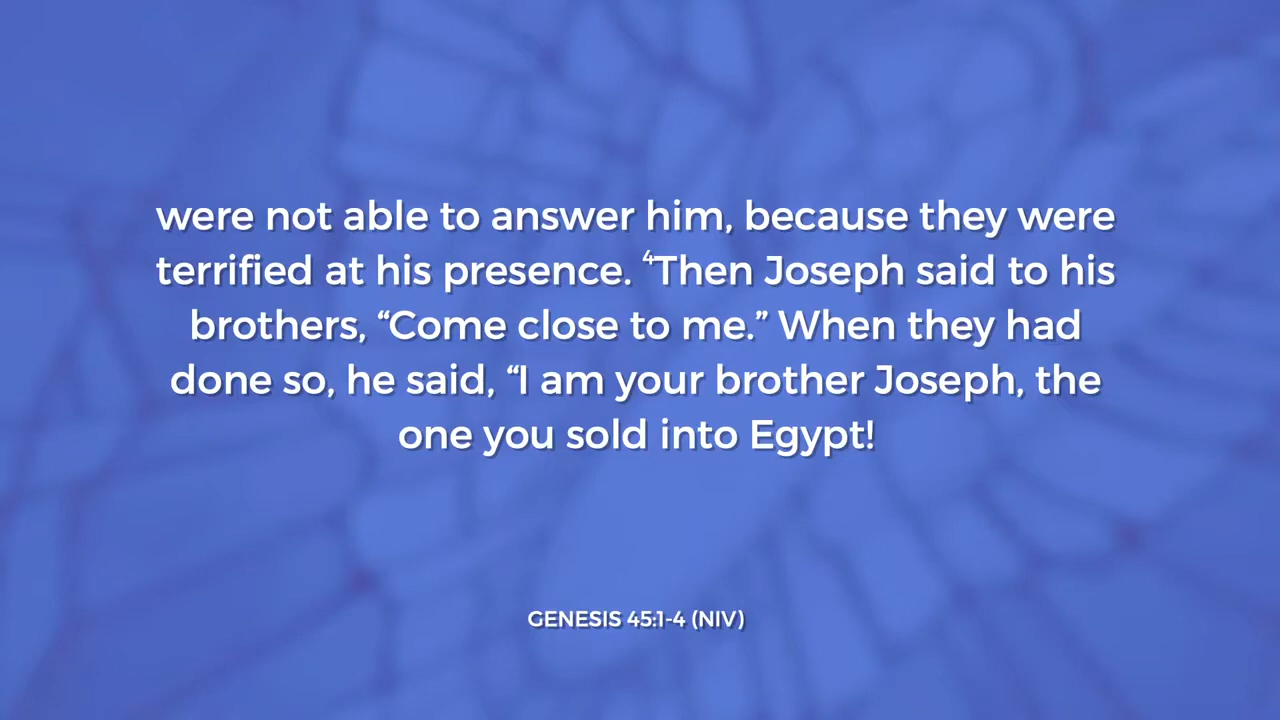 were not able to answer him, because they were
terrified at his presence. ⁴Then Joseph said to his
brothers, “Come close to me.” When they had
done so, he said, “I am your brother Joseph, the
one you sold into Egypt!
GENESIS 45:1-4 (NIV)